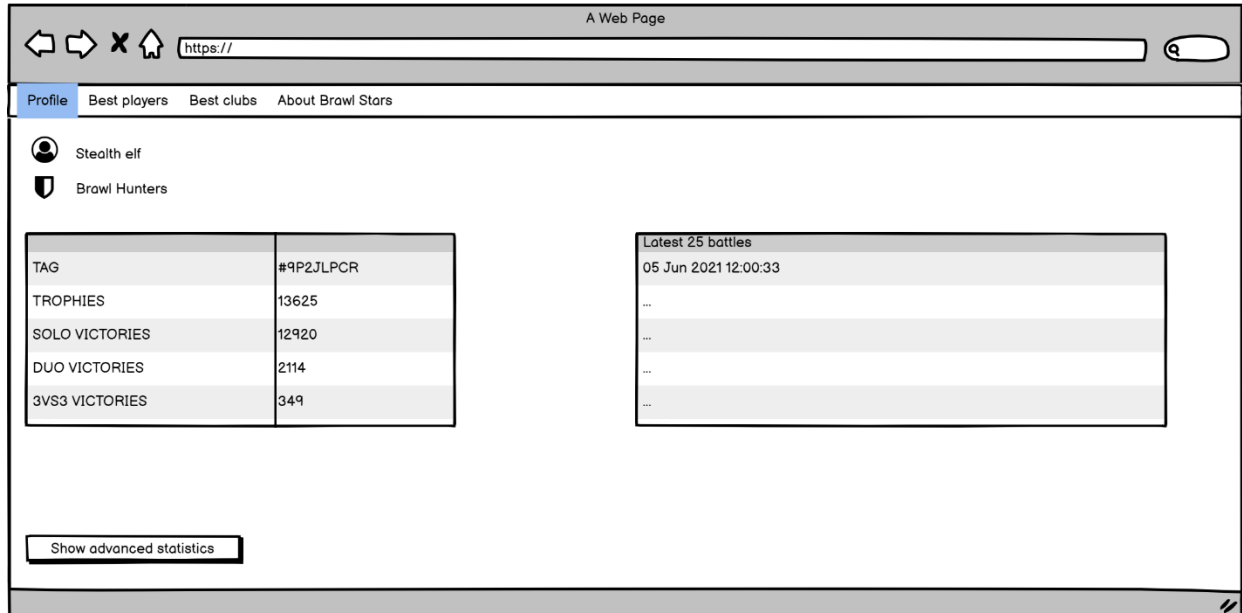 A Web Page
https://
Profile Best players Best clubs About Brawl Stars
Stealth elf
Brawl Hunters
TAG #9P2JLPCR
TROPHIES 13625
SOLO VICTORIES 12920
DUO VICTORIES 2114
3VS3 VICTORIES 349
Latest 25 battles
05 Jun 2021 12:00:33
...
...
...
...
Show advanced statistics